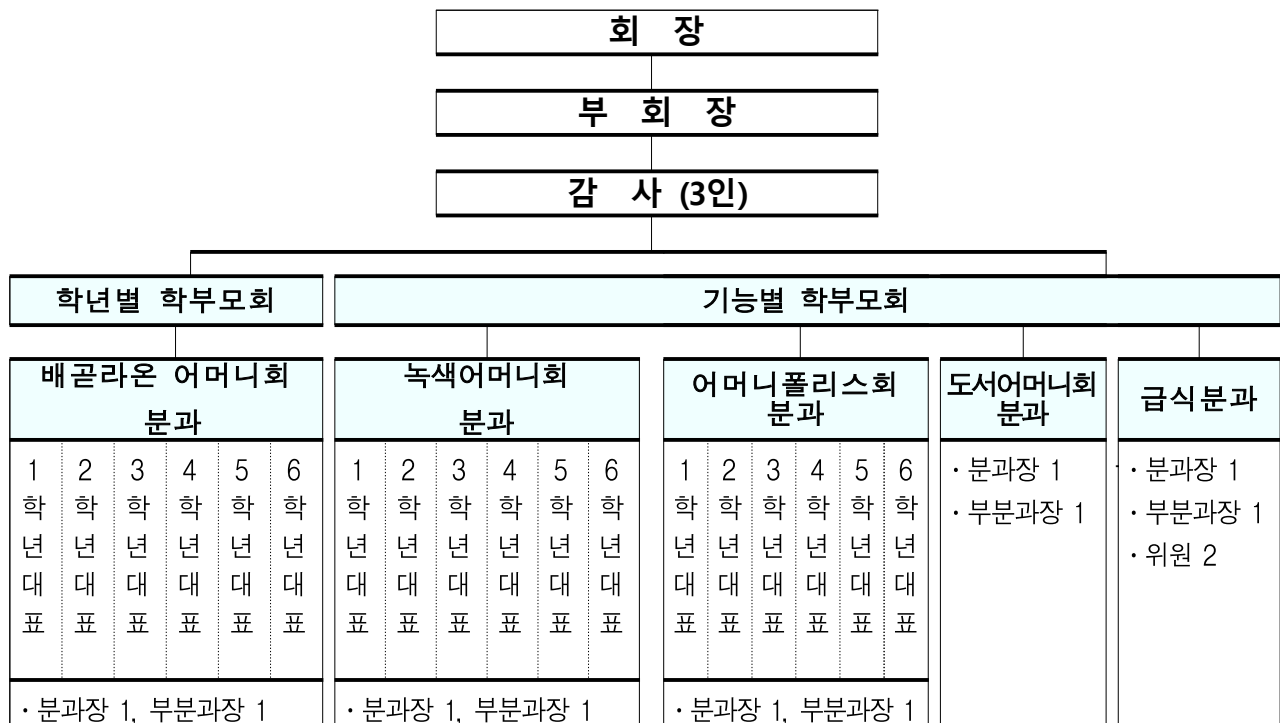 회 장
부 회 장
감 사 (3인)
학년별 학부모회
기능별 학부모회
배곧라온 어머니회
분과
녹색어머니회
분과
어머니폴리스회
분과
도서어머니회
분과
급식분과
1학년대표
2학년대표
3학년대표
4학년대표
5학년대표
6학년대표
· 분과장 1, 부분과장 1
1학년대표
2학년대표
3학년대표
4학년대표
5학년대표
6학년대표
· 분과장 1, 부분과장 1
1학년대표
2학년대표
3학년대표
4학년대표
5학년대표
6학년대표
· 분과장 1, 부분과장 1
· 분과장 1
· 부분과장 1
· 분과장 1
· 부분과장 1
· 위원 2